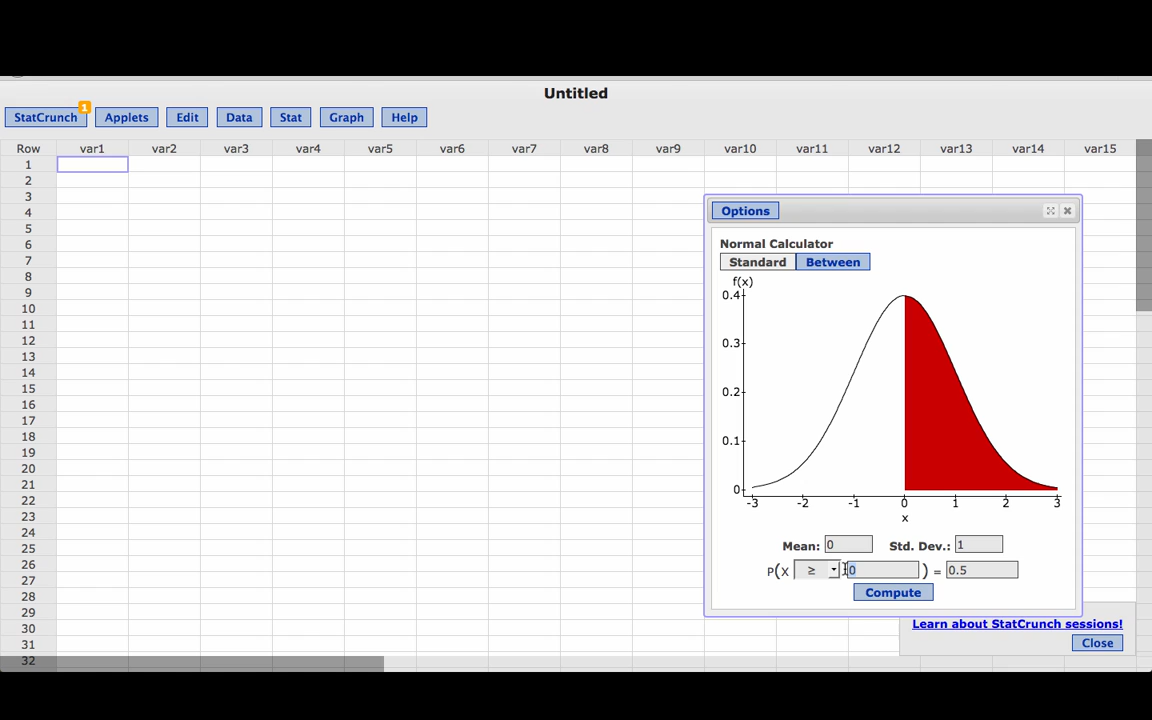 Untitled
StatCrunch 1 Applets Edit Data Stat Graph Help
Row var1 var2 var3 var4 var5 var6 var7 var8 var9 var10 var11 var12 var13 var14 var15
1
2
3
4
5
6
7
8
9
10
11
12
13
14
15
16
17
18
19
20
21
22
23
24
25
26
27
28
29
30
31
32
Options
Normal Calculator
Standard Between
f(x)
0.4
0.3
0.2
0.1
0
-3 -2 -1 0 1 2 3
x
Mean: 0 Std. Dev.: 1
P(X ≥ 0 ) = 0.5
Compute
Learn about StatCrunch sessions!
Close